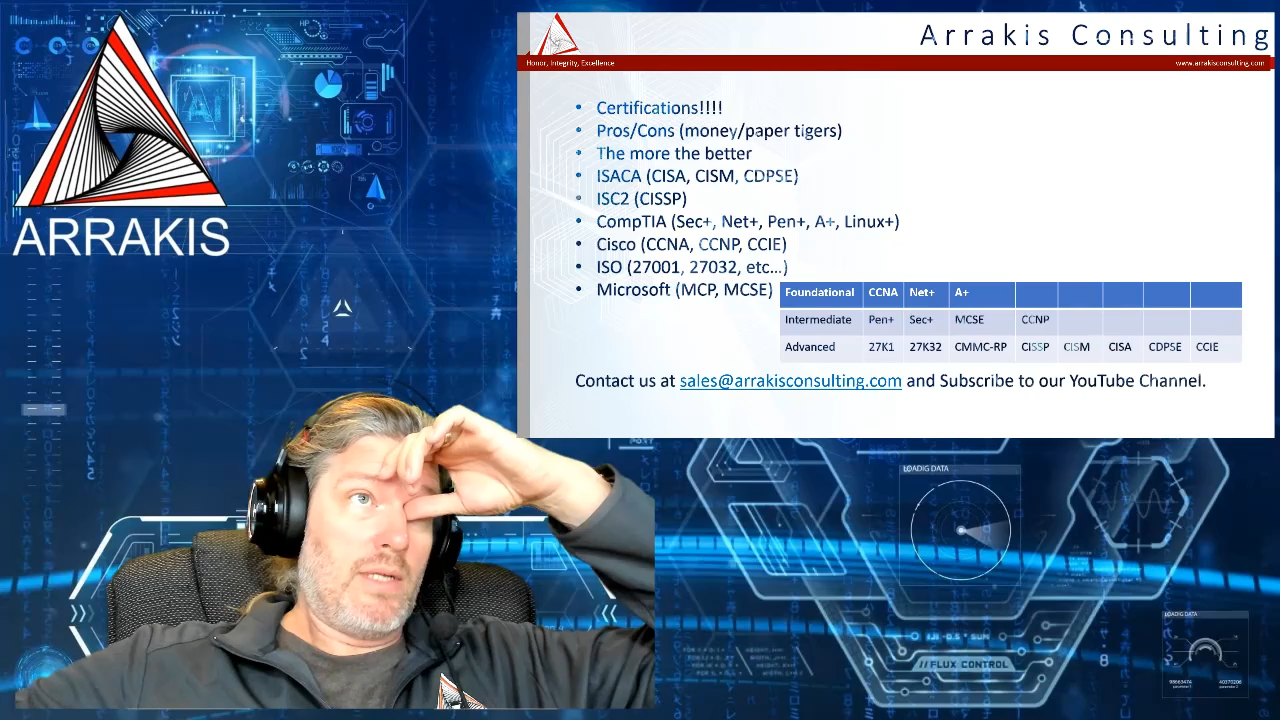 Arrakis Consulting
Honor, Integrity, Excellence
www.arrakisconsulting.com
ARRAKIS
• Certifications!!!!
• Pros/Cons (money/paper tigers)
• The more the better
• ISACA (CISA, CISM, CDPSE)
• ISC2 (CISSP)
• CompTIA (Sec+, Net+, Pen+, A+, Linux+)
• Cisco (CCNA, CCNP, CCIE)
• ISO (27001, 27032, etc...)
• Microsoft (MCP, MCSE)
Foundational CCNA Net+ A+
Intermediate Pen+ Sec+ MCSE CCNP
Advanced 27K1 27K32 CMMC-RP CISSP CISM CISA CDPSE CCIE
Contact us at sales@arrakisconsulting.com and Subscribe to our YouTube Channel.
LOADIG DATA
LOADIG DATA
// FLUX CONTROL